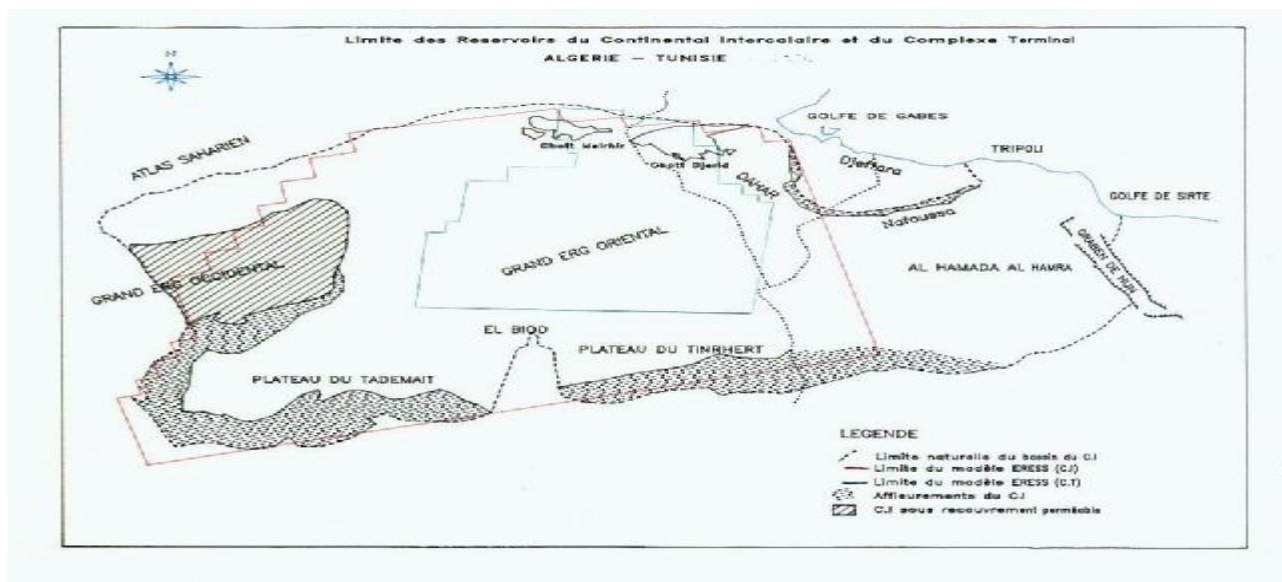 Limite des Reservoirs du Continental Intercalaire et du Complexe Terminal
ALGERIE — TUNISIE
GOLFE DE GABES
ATLAS SAHARIEN
Chott Melrhir
Chott Djerid
Djeffara
TRIPOLI
DAHAR
GOLFE DE SIRTE
Nafoussa
GRAND ERG ORIENTAL
GRABEN DE HUN
GRAND ERG OCCIDENTAL
AL HAMADA AL HAMRA
EL BIOD
PLATEAU DU TINRHERT
PLATEAU DU TADEMAIT
LEGENDE
Limite naturelle du bassin du C.I
Limite du modèle ERESS (C.I)
Limite du modèle ERESS (C.T)
Affleurements du C.I
C.I sous recouvrement perméable